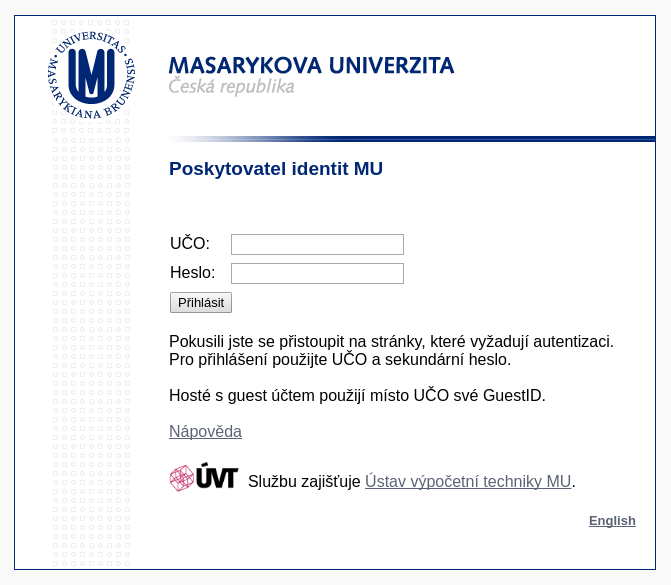 UNIVERSITAS MASARYKIANA BRUNENSIS
MASARYKOVA UNIVERZITA
Česká republika
Poskytovatel identit MU
UČO:
Heslo:
Přihlásit
Pokusili jste se přistoupit na stránky, které vyžadují autentizaci.
Pro přihlášení použijte UČO a sekundární heslo.
Hosté s guest účtem použijí místo UČO své GuestID.
Nápověda
ÚVT Službu zajišťuje Ústav výpočetní techniky MU.
English